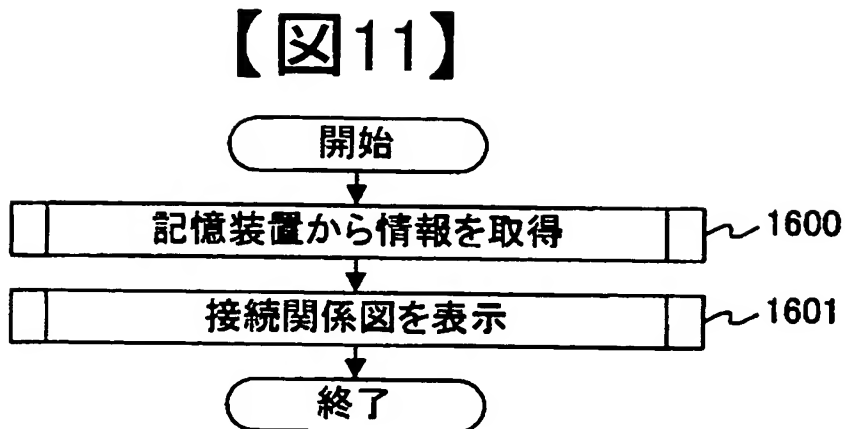 【図11】
開始
記憶装置から情報を取得
1600
接続関係図を表示
1601
終了